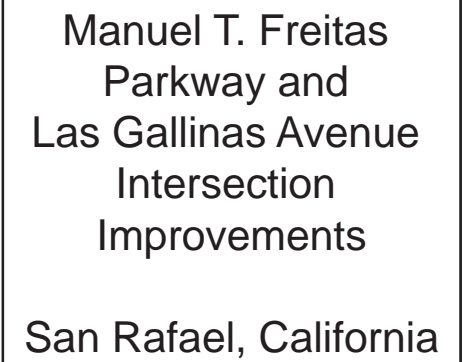 Manuel T. Freitas
Parkway and
Las Gallinas Avenue
Intersection
Improvements
San Rafael, California